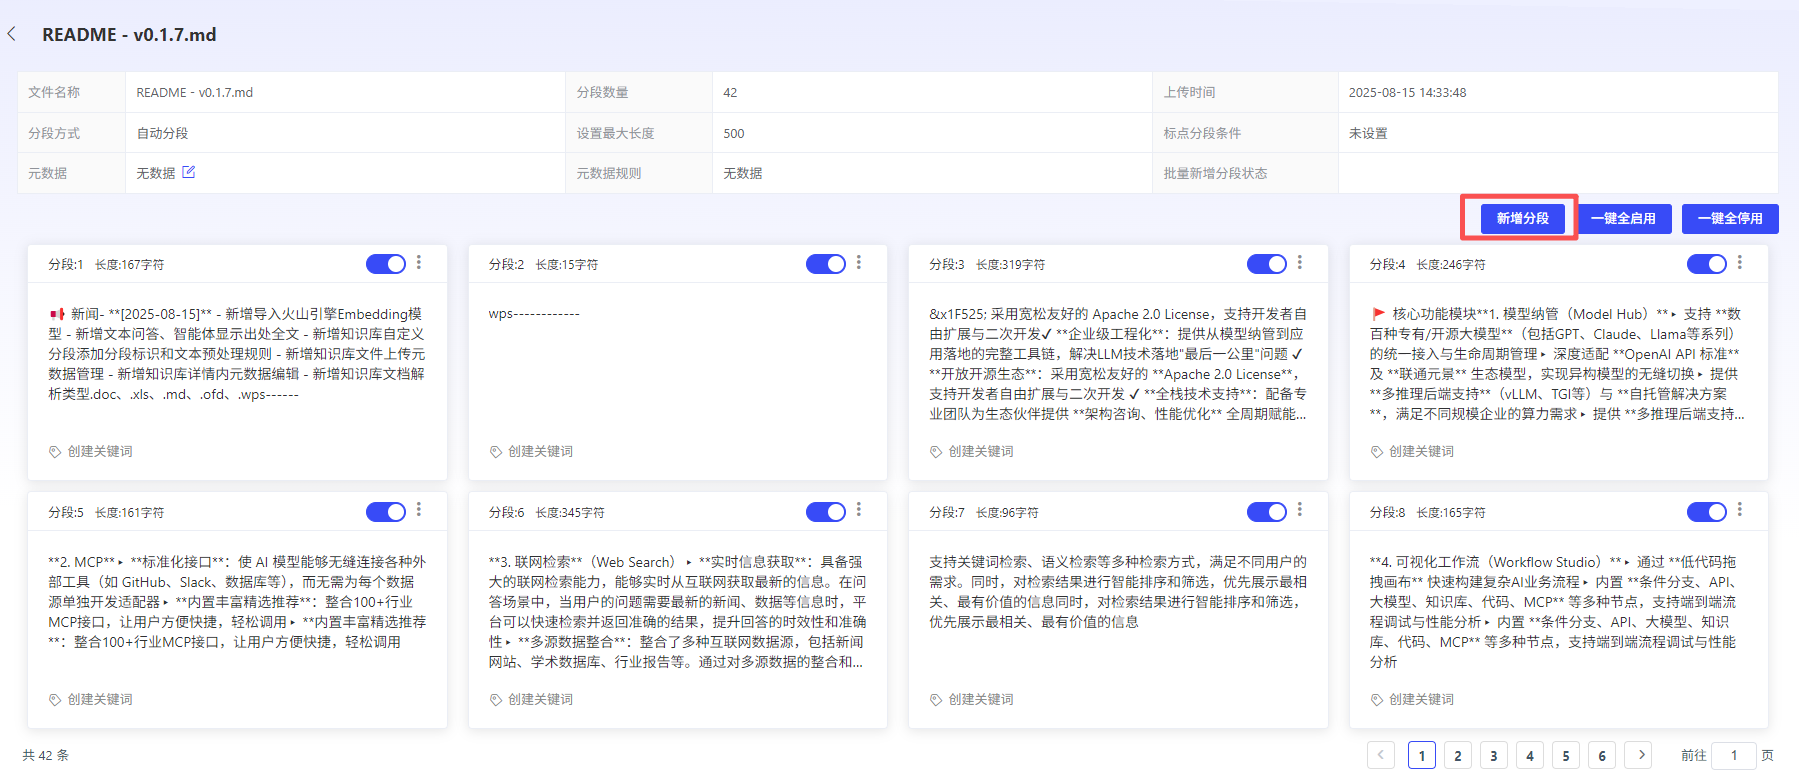 README - v0.1.7.md
文件名称 README - v0.1.7.md 分段数量 42 上传时间 2025-08-15 14:33:48
分段方式 自动分段 设置最大长度 500 标点分段条件 未设置
元数据 无数据 元数据规则 无数据 批量新增分段状态
新增分段 一键全启用 一键全停用
分段:1 长度:167字符
📢 新闻- **[2025-08-15]** - 新增导入火山引擎Embedding模
型 - 新增文本问答、智能体显示出处全文 - 新增知识库自定义
分段添加分段标识和文本预处理规则 - 新增知识库文件上传元
数据管理 - 新增知识库详情内元数据编辑 - 新增知识库文档解
析类型.doc、.xls、.md、.ofd、.wps------
创建关键词
分段:2 长度:15字符
wps------------
创建关键词
分段:3 长度:319字符
&x1F525; 采用宽松友好的 Apache 2.0 License，支持开发者自
由扩展与二次开发✔ **企业级工程化**：提供从模型纳管到应
用落地的完整工具链，解决LLM技术落地"最后一公里"问题 ✔
**开放开源生态**：采用宽松友好的 **Apache 2.0 License**，
支持开发者自由扩展与二次开发 ✔ **全栈技术支持**：配备专
业团队为生态伙伴提供 **架构咨询、性能优化** 全周期赋能...
创建关键词
分段:4 长度:246字符
🚩 核心功能模块**1. 模型纳管（Model Hub）**‣ 支持 **数
百种专有/开源大模型**（包括GPT、Claude、Llama等系列）
的统一接入与生命周期管理‣ 深度适配 **OpenAI API 标准**
及 **联通元景** 生态模型，实现异构模型的无缝切换‣ 提供
**多推理后端支持**（vLLM、TGI等）与 **自托管解决方案
**，满足不同规模企业的算力需求‣ 提供 **多推理后端支持...
创建关键词
分段:5 长度:161字符
**2. MCP**‣ **标准化接口**：使 AI 模型能够无缝连接各种外
部工具（如 GitHub、Slack、数据库等），而无需为每个数据
源单独开发适配器‣ **内置丰富精选推荐**：整合100+行业
MCP接口，让用户方便快捷，轻松调用‣ **内置丰富精选推荐
**：整合100+行业MCP接口，让用户方便快捷，轻松调用
创建关键词
分段:6 长度:345字符
**3. 联网检索**（Web Search）‣ **实时信息获取**：具备强
大的联网检索能力，能够实时从互联网获取最新的信息。在问
答场景中，当用户的问题需要最新的新闻、数据等信息时，平
台可以快速检索并返回准确的结果，提升回答的时效性和准确
性‣ **多源数据整合**：整合了多种互联网数据源，包括新闻
网站、学术数据库、行业报告等。通过对多源数据的整合和...
创建关键词
分段:7 长度:96字符
支持关键词检索、语义检索等多种检索方式，满足不同用户的
需求。同时，对检索结果进行智能排序和筛选，优先展示最相
关、最有价值的信息同时，对检索结果进行智能排序和筛选，
优先展示最相关、最有价值的信息
创建关键词
分段:8 长度:165字符
**4. 可视化工作流（Workflow Studio）**‣ 通过 **低代码拖
拽画布** 快速构建复杂AI业务流程‣ 内置 **条件分支、API、
大模型、知识库、代码、MCP** 等多种节点，支持端到端流
程调试与性能分析‣ 内置 **条件分支、API、大模型、知识
库、代码、MCP** 等多种节点，支持端到端流程调试与性能
分析
创建关键词
共 42 条 1 2 3 4 5 6 前往 1 页